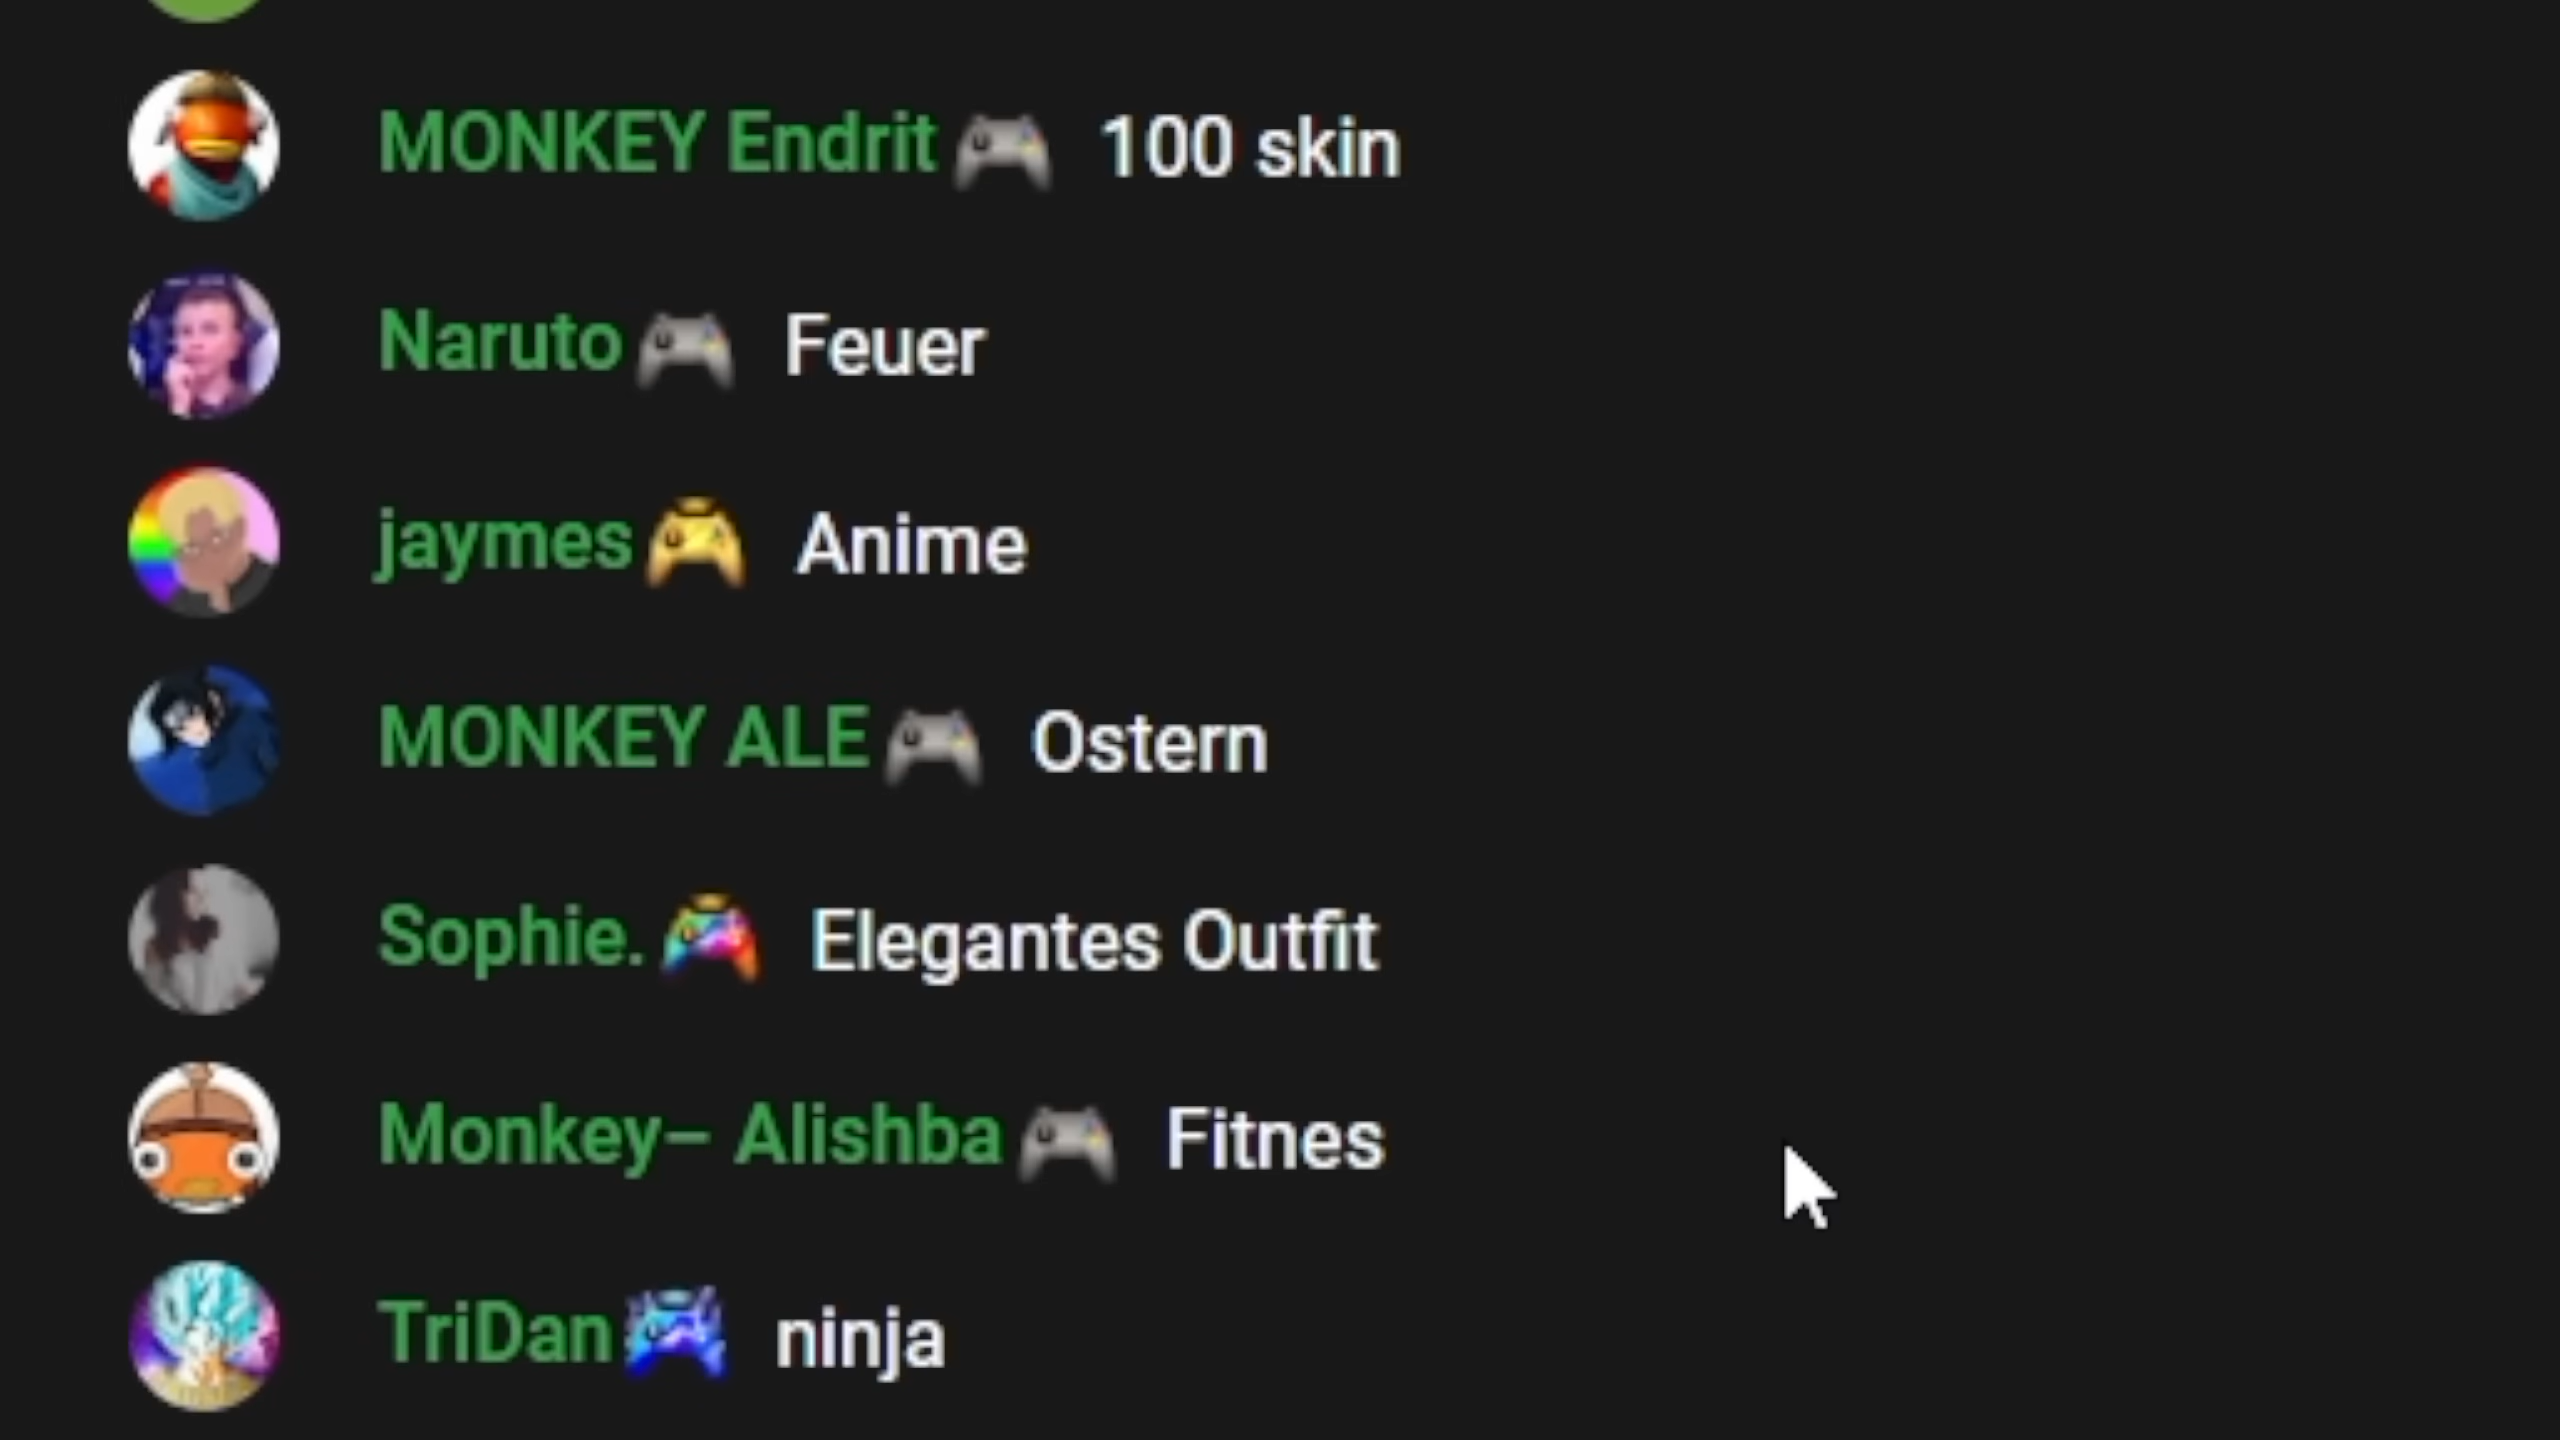 MONKEY Endrit 100 skin
Naruto Feuer
jaymes Anime
MONKEY ALE Ostern
Sophie. Elegantes Outfit
Monkey– Alishba Fitnes
TriDan ninja